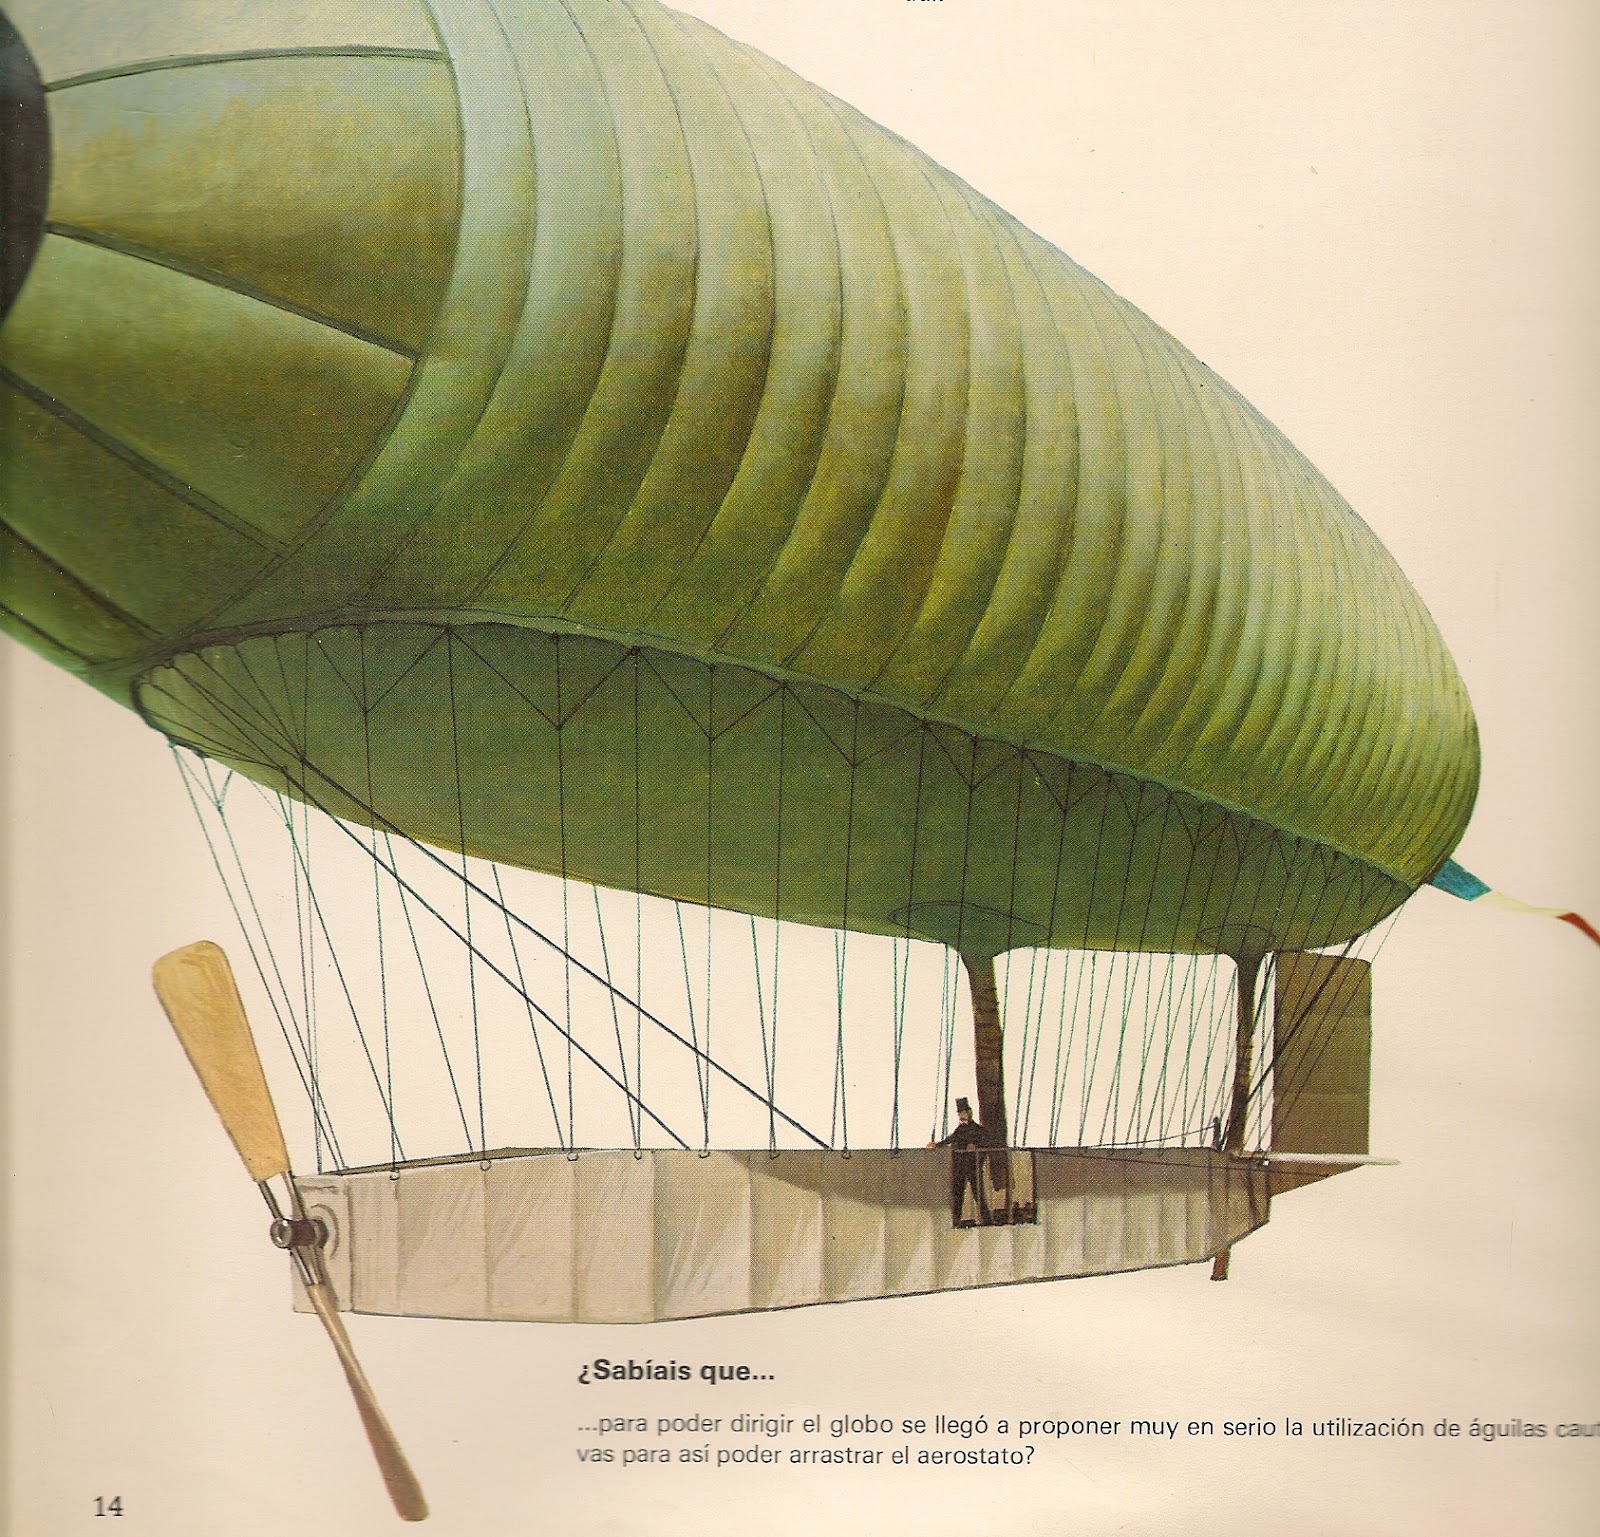 ¿Sabíais que...
...para poder dirigir el globo se llegó a proponer muy en serio la utilización de águilas cauti
vas para así poder arrastrar el aerostato?
14